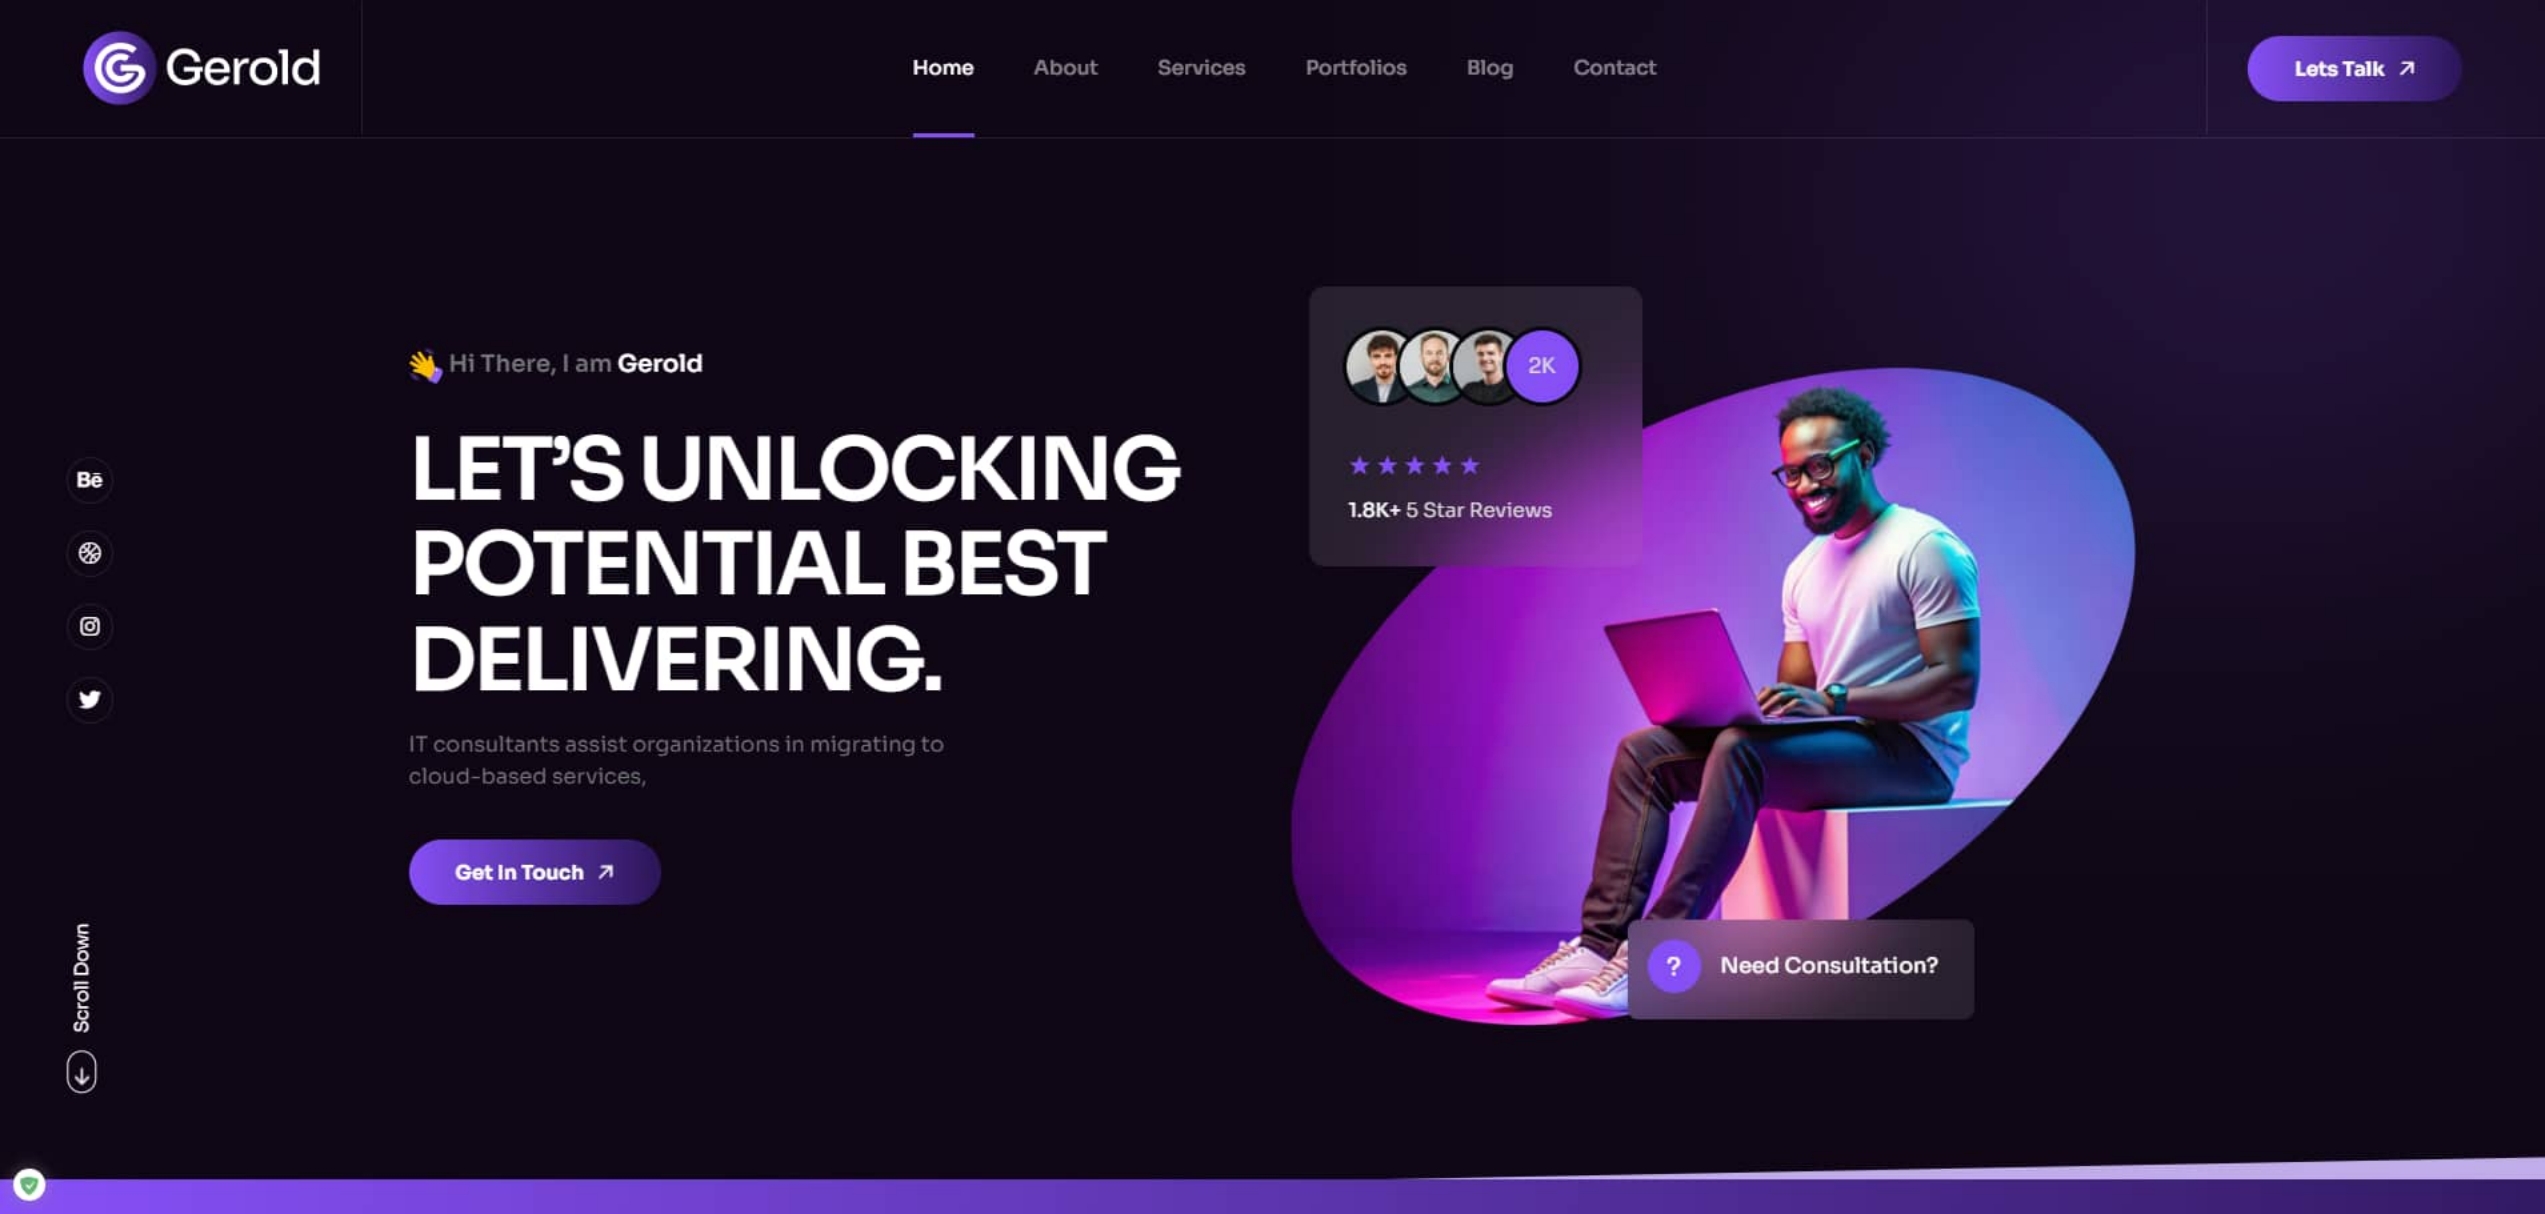 Gerold
Home
About
Services
Portfolios
Blog
Contact
Lets Talk
Hi There, I am Gerold
LET’S UNLOCKING
POTENTIAL BEST
DELIVERING.
IT consultants assist organizations in migrating to
cloud-based services,
Get In Touch
2K
1.8K+ 5 Star Reviews
? Need Consultation?
Bē
Scroll Down